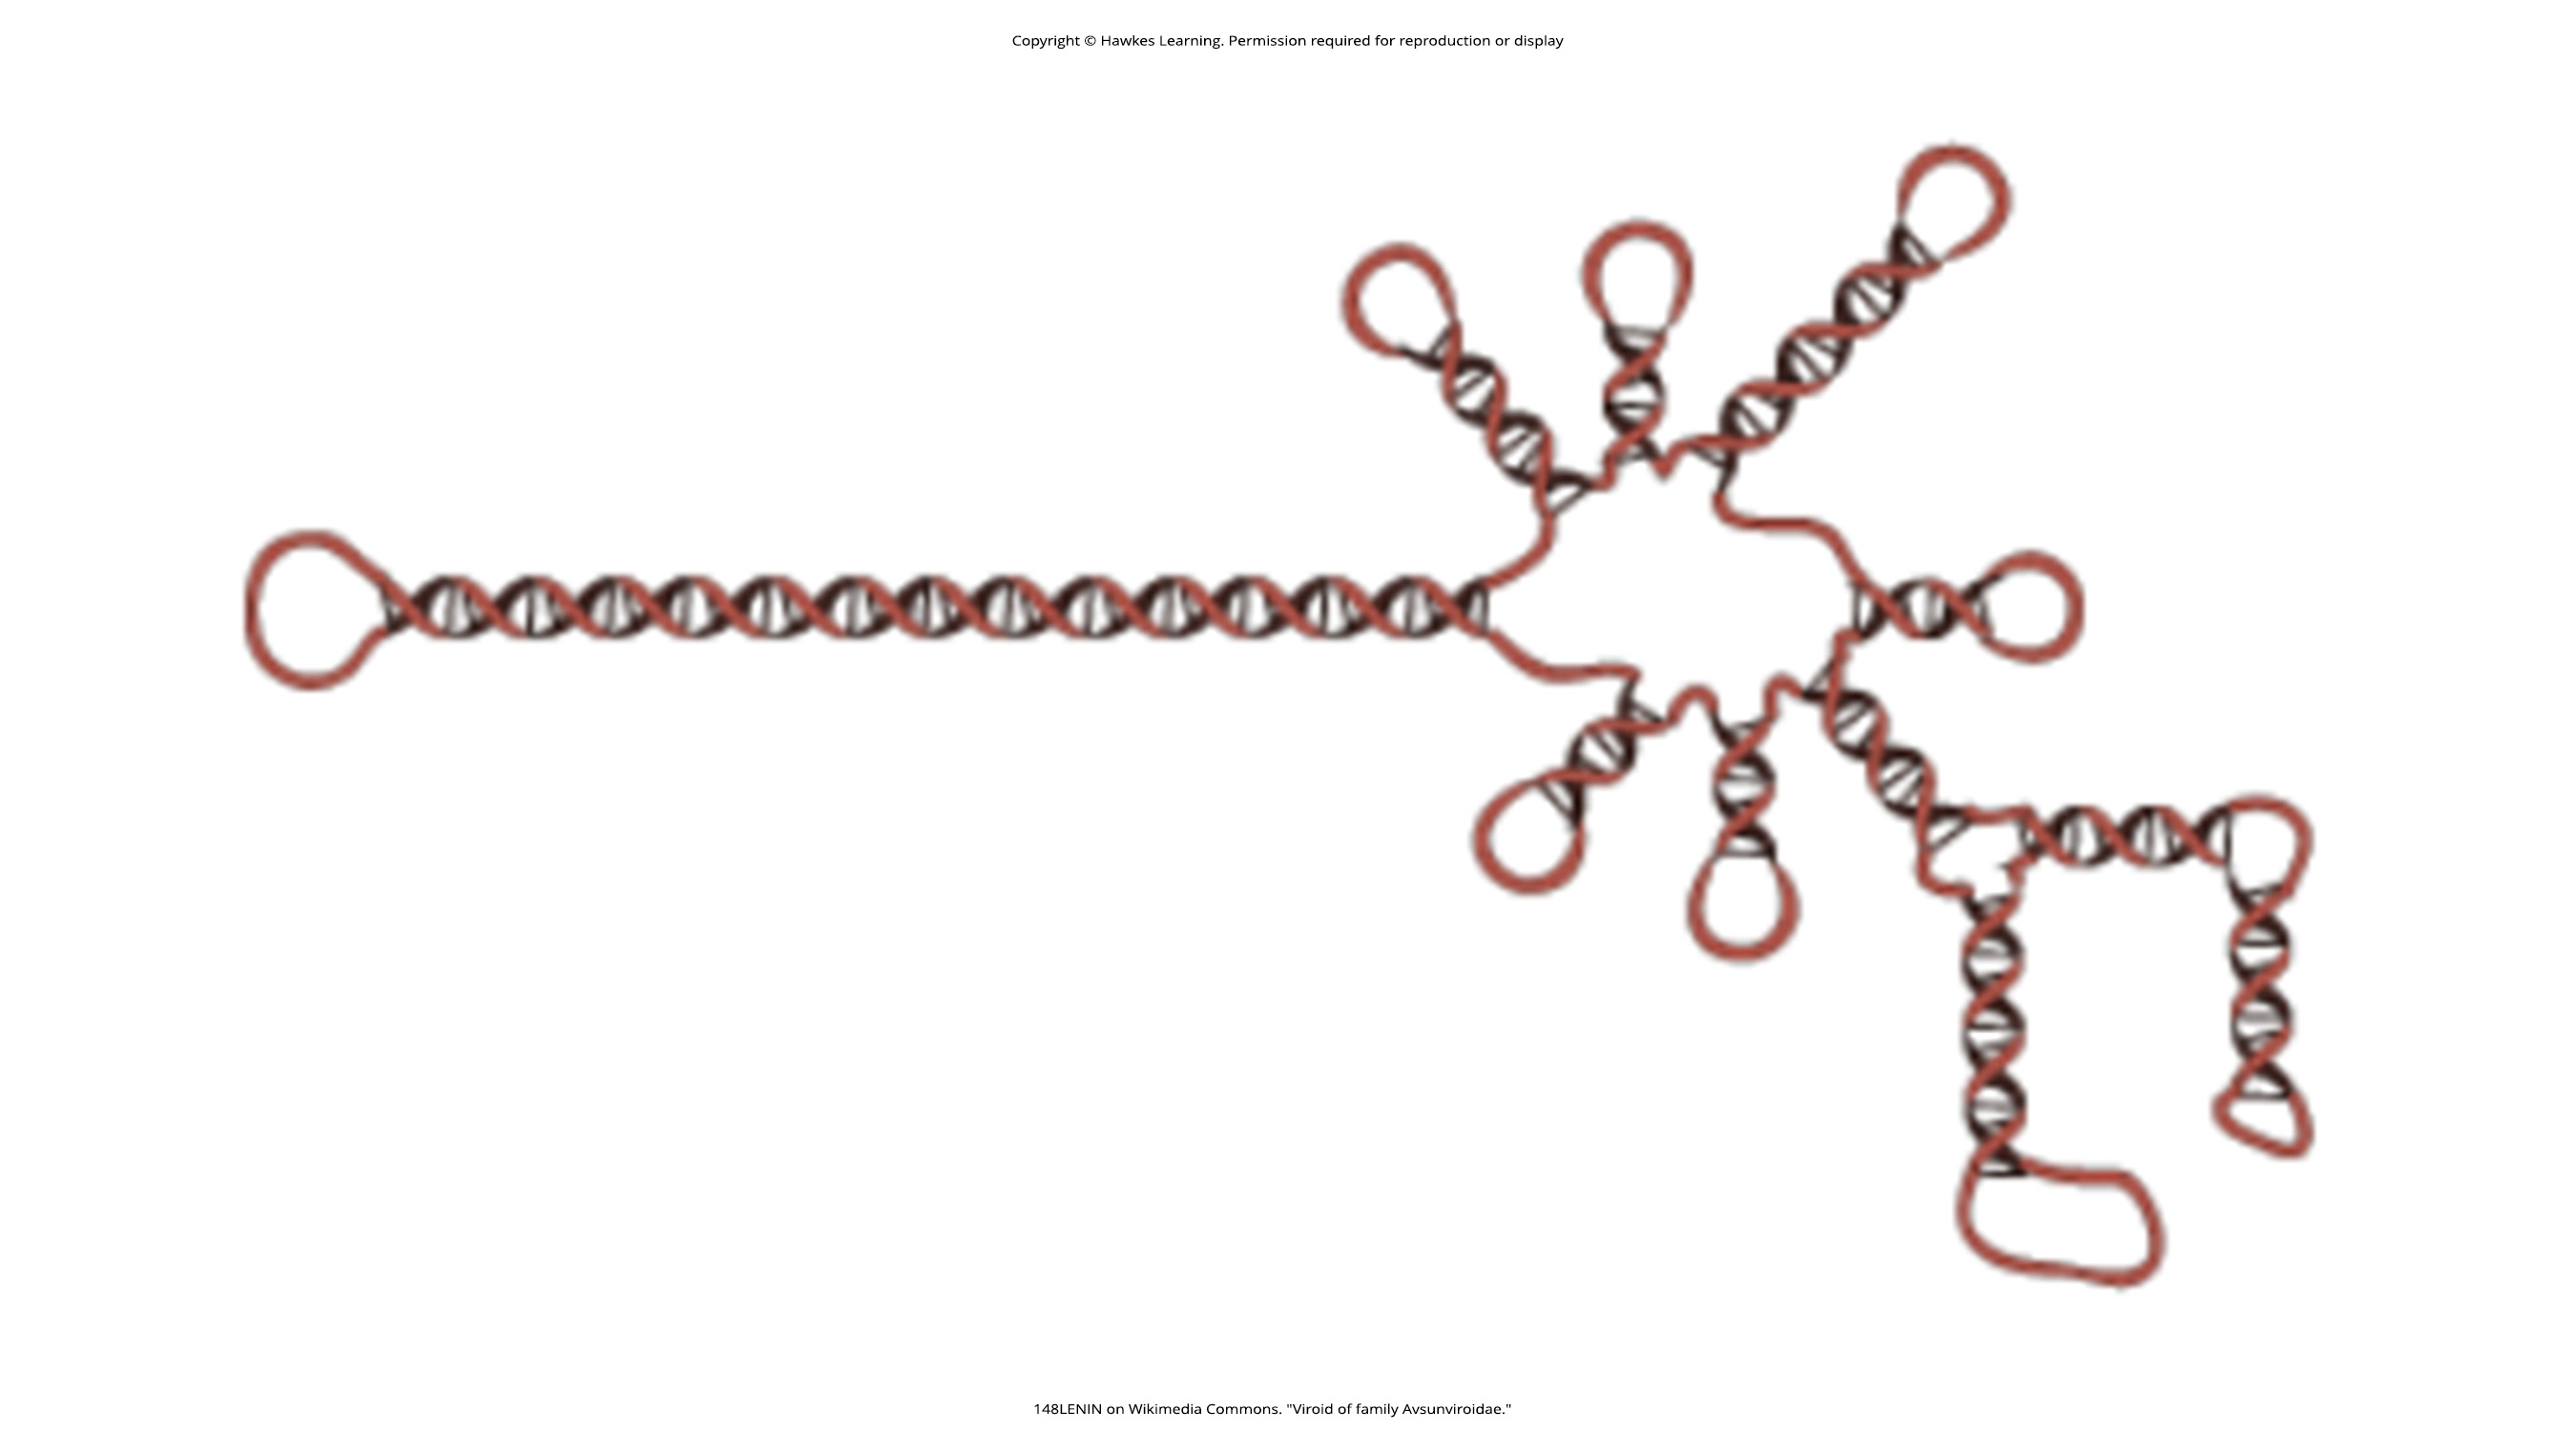 Copyright © Hawkes Learning. Permission required for reproduction or display
148LENIN on Wikimedia Commons. "Viroid of family Avsunviroidae."